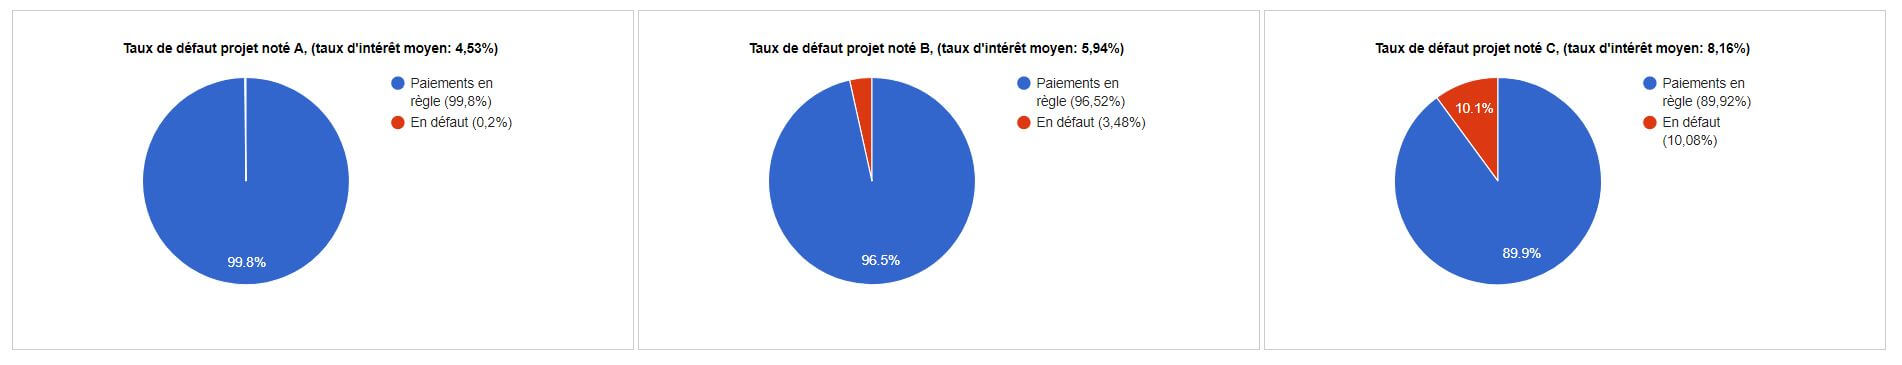 Taux de défaut projet noté A, (taux d'intérêt moyen: 4,53%)
Paiements en
règle (99,8%)
En défaut (0,2%)
99.8%
Taux de défaut projet noté B, (taux d'intérêt moyen: 5,94%)
Paiements en
règle (96,52%)
En défaut (3,48%)
96.5%
Taux de défaut projet noté C, (taux d'intérêt moyen: 8,16%)
Paiements en
règle (89,92%)
En défaut
(10,08%)
10.1%
89.9%